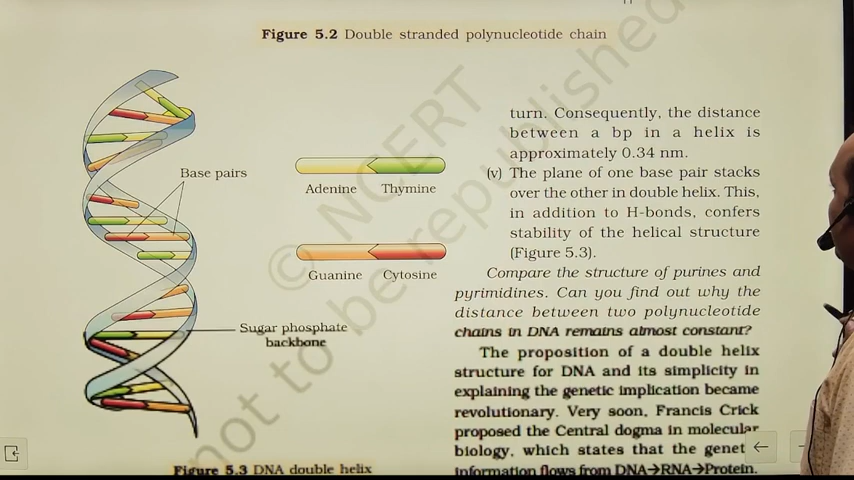 Figure 5.2 Double stranded polynucleotide chain
Base pairs
Sugar phosphate
backbone
Figure 5.3 DNA double helix
Adenine Thymine
Guanine Cytosine
turn. Consequently, the distance
between a bp in a helix is
approximately 0.34 nm.
(v) The plane of one base pair stacks
over the other in double helix. This,
in addition to H-bonds, confers
stability of the helical structure
(Figure 5.3).
Compare the structure of purines and
pyrimidines. Can you find out why the
distance between two polynucleotide
chains in DNA remains almost constant?
The proposition of a double helix
structure for DNA and its simplicity in
explaining the genetic implication became
revolutionary. Very soon, Francis Crick
proposed the Central dogma in molecular
biology, which states that the genet
information flows from DNA→RNA→Protein.
© NCERT
not to be republished